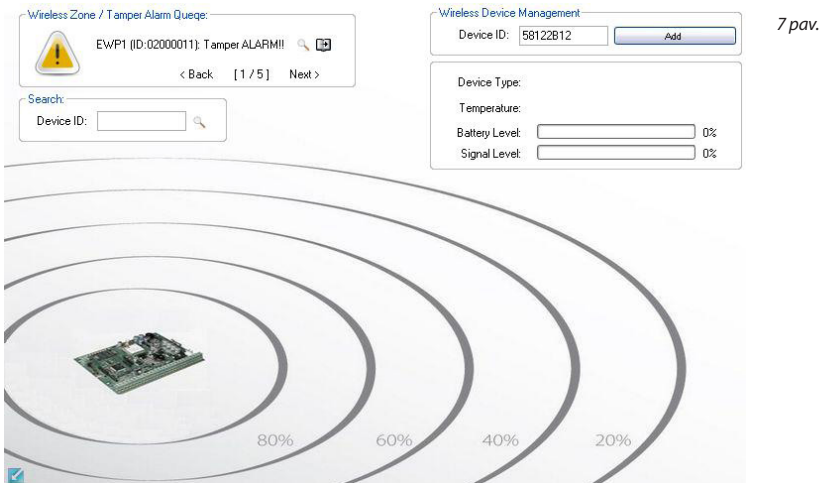 Wireless Zone / Tamper Alarm Queqe:
EWP1 (ID:02000011): Tamper ALARM!!
< Back [ 1 / 5 ] Next >
Search:
Device ID:
Wireless Device Management
Device ID: 58122B12 Add
Device Type:
Temperature:
Battery Level: 0%
Signal Level: 0%
7 pav.
80% 60% 40% 20%